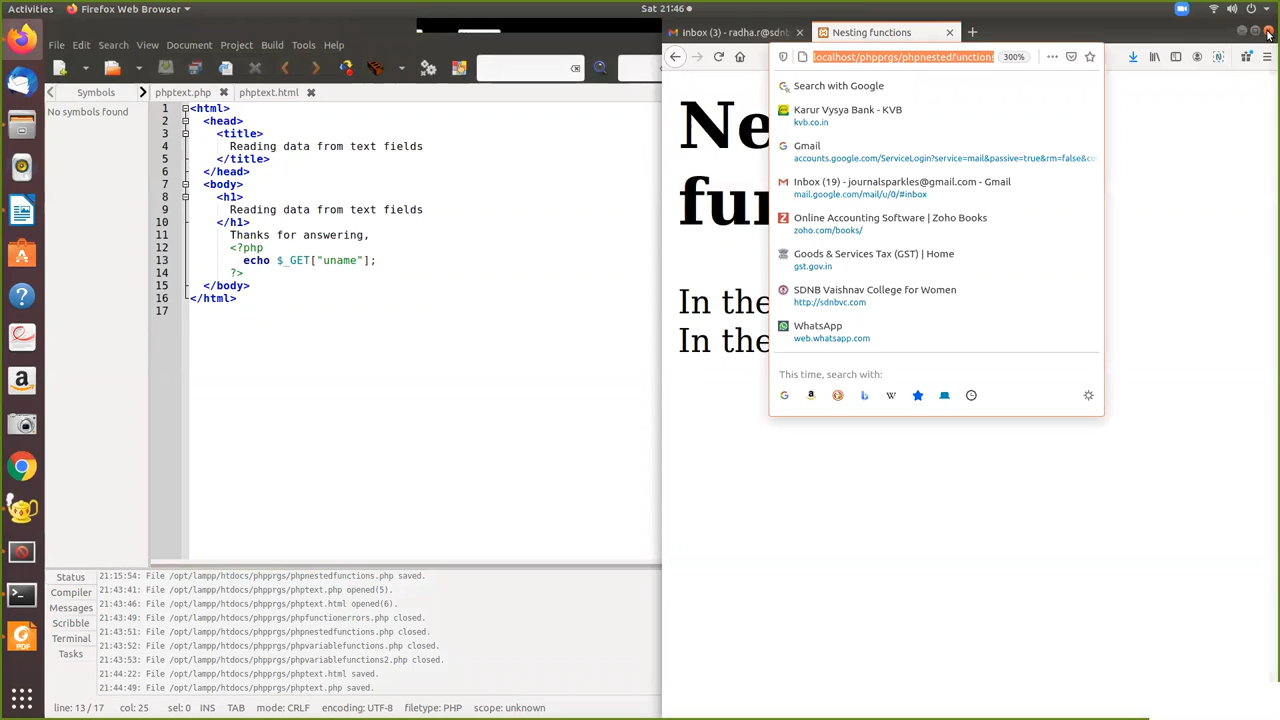 Activities
Firefox Web Browser
Sat 21:46
File Edit Search View Document Project Build Tools Help
Symbols
phptext.php
phptext.html
No symbols found
1 <html>
2 <head>
3 <title>
4 Reading data from text fields
5 </title>
6 </head>
7 <body>
8 <h1>
9 Reading data from text fields
10 </h1>
11 Thanks for answering,
12 <?php
13 echo $_GET["uname"];
14 ?>
15 </body>
16 </html>
17
Status
Compiler
Messages
Scribble
Terminal
Tasks
21:15:54: File /opt/lampp/htdocs/phpprgs/phpnestedfunctions.php saved.
21:43:41: File /opt/lampp/htdocs/phpprgs/phptext.php opened(5).
21:43:46: File /opt/lampp/htdocs/phpprgs/phptext.html opened(6).
21:43:49: File /opt/lampp/htdocs/phpprgs/phpfunctionerrors.php closed.
21:43:51: File /opt/lampp/htdocs/phpprgs/phpnestedfunctions.php closed.
21:43:52: File /opt/lampp/htdocs/phpprgs/phpvariablefunctions.php closed.
21:43:53: File /opt/lampp/htdocs/phpprgs/phpvariablefunctions2.php closed.
21:44:22: File /opt/lampp/htdocs/phpprgs/phptext.html saved.
21:44:49: File /opt/lampp/htdocs/phpprgs/phptext.php saved.
line: 13 / 17 col: 25 sel: 0 INS TAB mode: CRLF encoding: UTF-8 filetype: PHP scope: unknown
Inbox (3) - radha.r@sdnb
Nesting functions
localhost/phpprgs/phpnestedfunctions
300%
Ne
fun
In the
In the
Search with Google
Karur Vysya Bank - KVB
kvb.co.in
Gmail
accounts.google.com/ServiceLogin?service=mail&passive=true&rm=false&co
Inbox (19) - journalsparkles@gmail.com - Gmail
mail.google.com/mail/u/0/#inbox
Online Accounting Software | Zoho Books
zoho.com/books/
Goods & Services Tax (GST) | Home
gst.gov.in
SDNB Vaishnav College for Women
http://sdnbvc.com
WhatsApp
web.whatsapp.com
This time, search with: